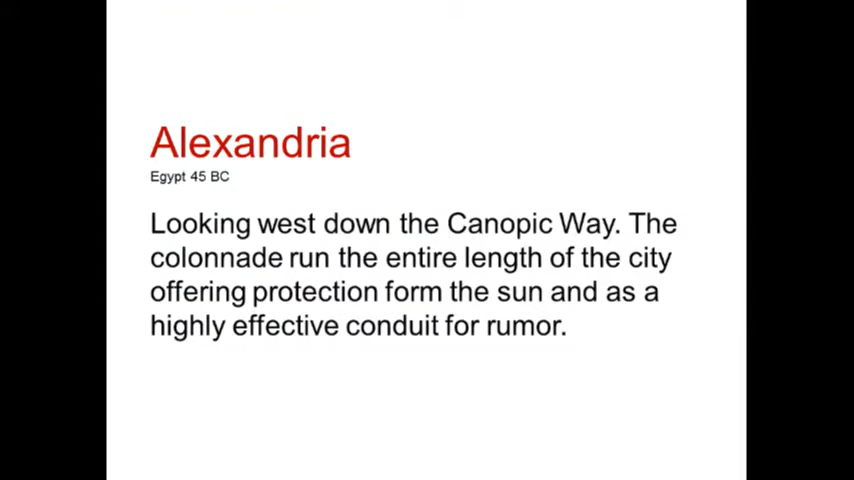 Alexandria
Egypt 45 BC
Looking west down the Canopic Way. The
colonnade run the entire length of the city
offering protection form the sun and as a
highly effective conduit for rumor.